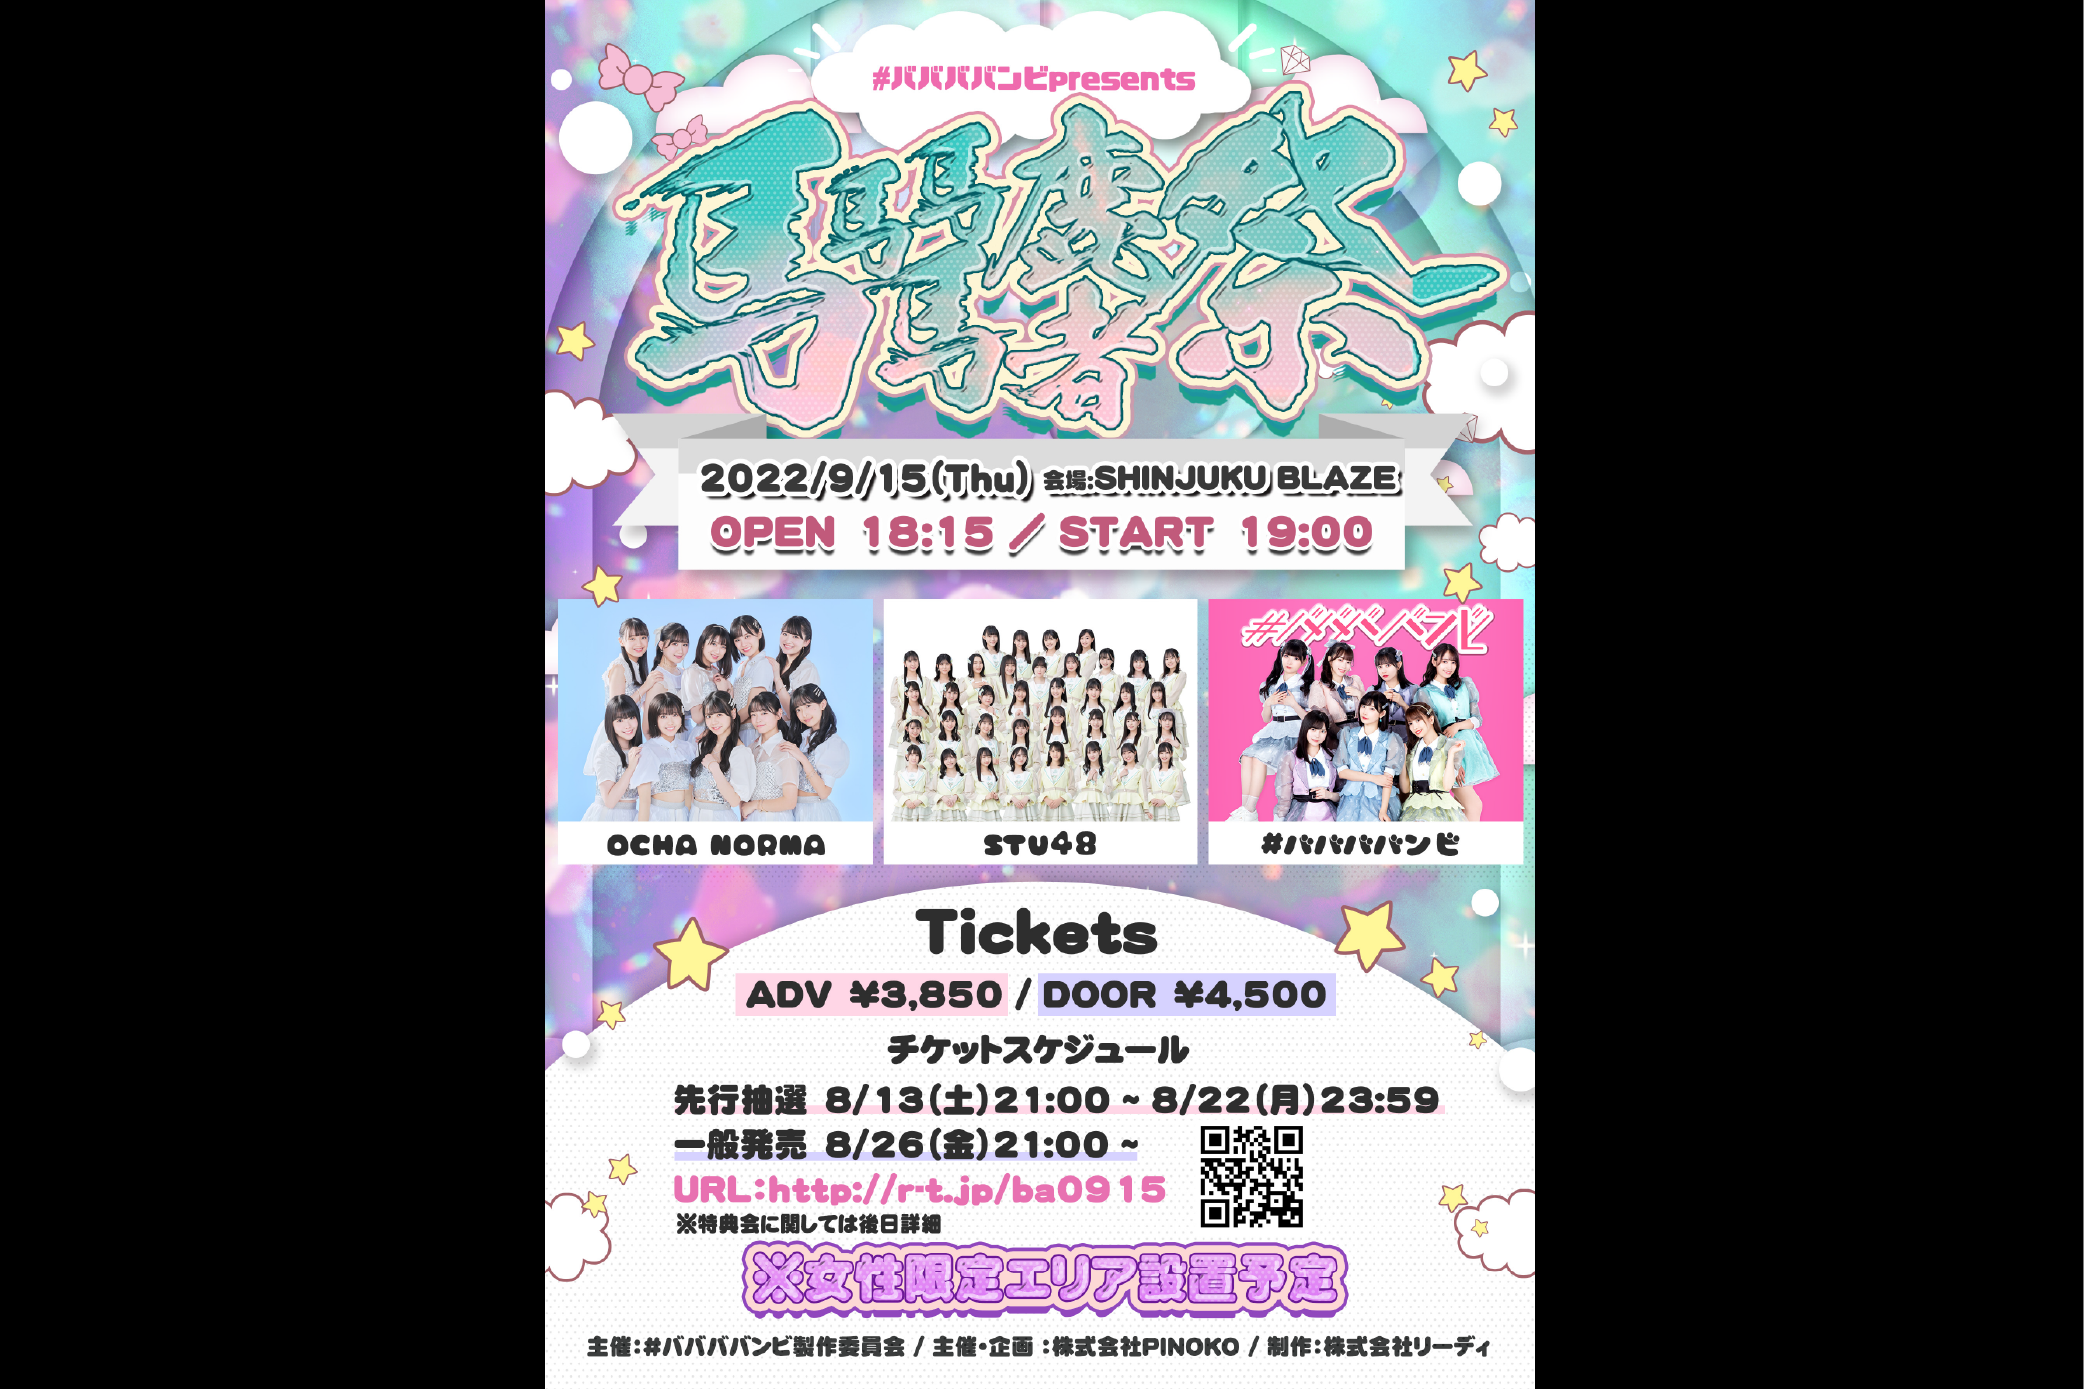 #ババババンビpresents
馬馬馬馬鹿者祭
2022/9/15(Thu) 会場:SHINJUKU BLAZE
OPEN 18:15 / START 19:00
#ババババンビ
OCHA NORMA
STU48
#ババババンビ
Tickets
ADV ¥3,850 / DOOR ¥4,500
チケットスケジュール
先行抽選 8/13(土)21:00 ~ 8/22(月)23:59
一般発売 8/26(金)21:00 ~
URL:http://r-t.jp/ba0915
※特典会に関しては後日詳細
※女性限定エリア設置予定
主催:#ババババンビ製作委員会 / 主催・企画 :株式会社PINOKO / 制作:株式会社リーディ